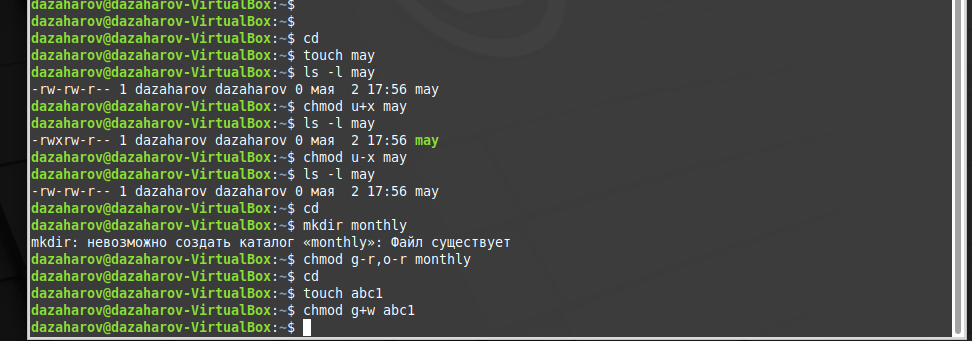 dazaharov@dazaharov-VirtualBox:~$
dazaharov@dazaharov-VirtualBox:~$
dazaharov@dazaharov-VirtualBox:~$ cd
dazaharov@dazaharov-VirtualBox:~$ touch may
dazaharov@dazaharov-VirtualBox:~$ ls -l may
-rw-rw-r-- 1 dazaharov dazaharov 0 мая  2 17:56 may
dazaharov@dazaharov-VirtualBox:~$ chmod u+x may
dazaharov@dazaharov-VirtualBox:~$ ls -l may
-rwxrw-r-- 1 dazaharov dazaharov 0 мая  2 17:56 may
dazaharov@dazaharov-VirtualBox:~$ chmod u-x may
dazaharov@dazaharov-VirtualBox:~$ ls -l may
-rw-rw-r-- 1 dazaharov dazaharov 0 мая  2 17:56 may
dazaharov@dazaharov-VirtualBox:~$ cd
dazaharov@dazaharov-VirtualBox:~$ mkdir monthly
mkdir: невозможно создать каталог «monthly»: Файл существует
dazaharov@dazaharov-VirtualBox:~$ chmod g-r,o-r monthly
dazaharov@dazaharov-VirtualBox:~$ cd
dazaharov@dazaharov-VirtualBox:~$ touch abc1
dazaharov@dazaharov-VirtualBox:~$ chmod g+w abc1
dazaharov@dazaharov-VirtualBox:~$